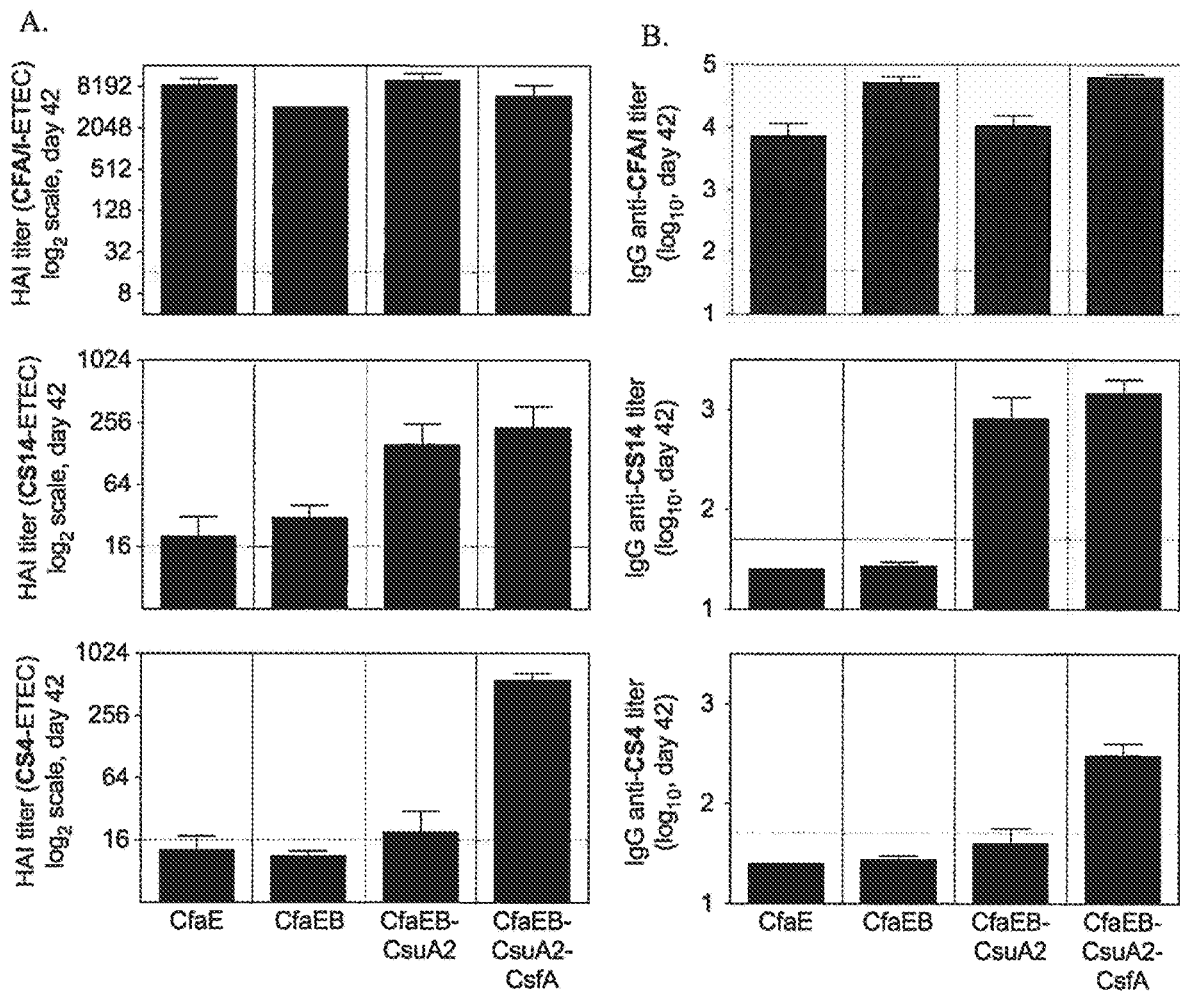 A.
HAI titer (CFA/I-ETEC)
log2 scale, day 42
8192
2048
512
128
32
8
HAI titer (CS14-ETEC)
log2 scale, day 42
1024
256
64
16
HAI titer (CS4-ETEC)
log2 scale, day 42
1024
256
64
16
CfaE
CfaEB
CfaEB-
CsuA2
CfaEB-
CsuA2-
CsfA
B.
IgG anti-CFA/I titer
(log10, day 42)
5
4
3
2
1
IgG anti-CS14 titer
(log10, day 42)
3
2
1
IgG anti-CS4 titer
(log10, day 42)
3
2
1
CfaE
CfaEB
CfaEB-
CsuA2
CfaEB-
CsuA2-
CsfA